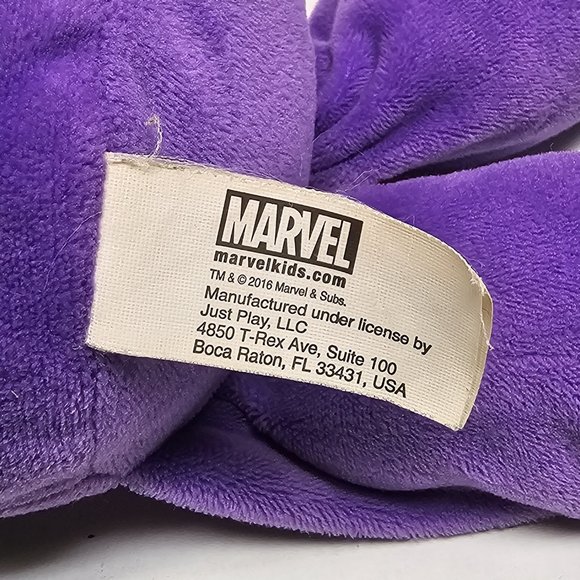 MARVEL
marvelkids.com
TM & © 2016 Marvel & Subs.
Manufactured under license by
Just Play, LLC
4850 T-Rex Ave, Suite 100
Boca Raton, FL 33431, USA